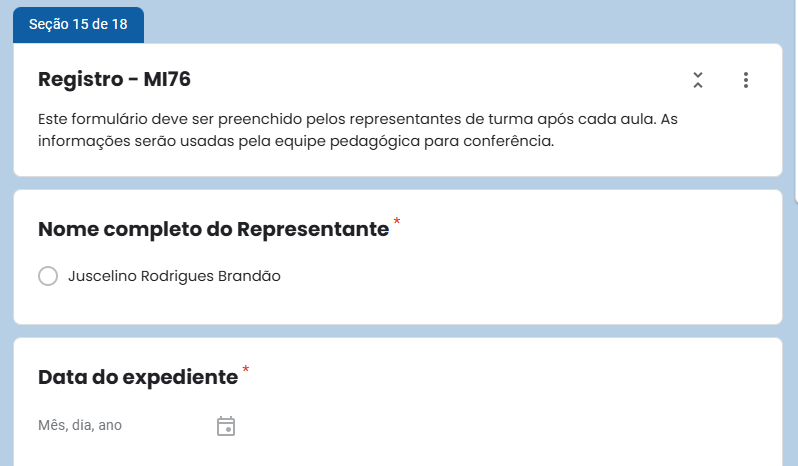 Seção 15 de 18
Registro - MI76
Este formulário deve ser preenchido pelos representantes de turma após cada aula. As
informações serão usadas pela equipe pedagógica para conferência.
Nome completo do Representante *
Juscelino Rodrigues Brandão
Data do expediente *
Mês, dia, ano